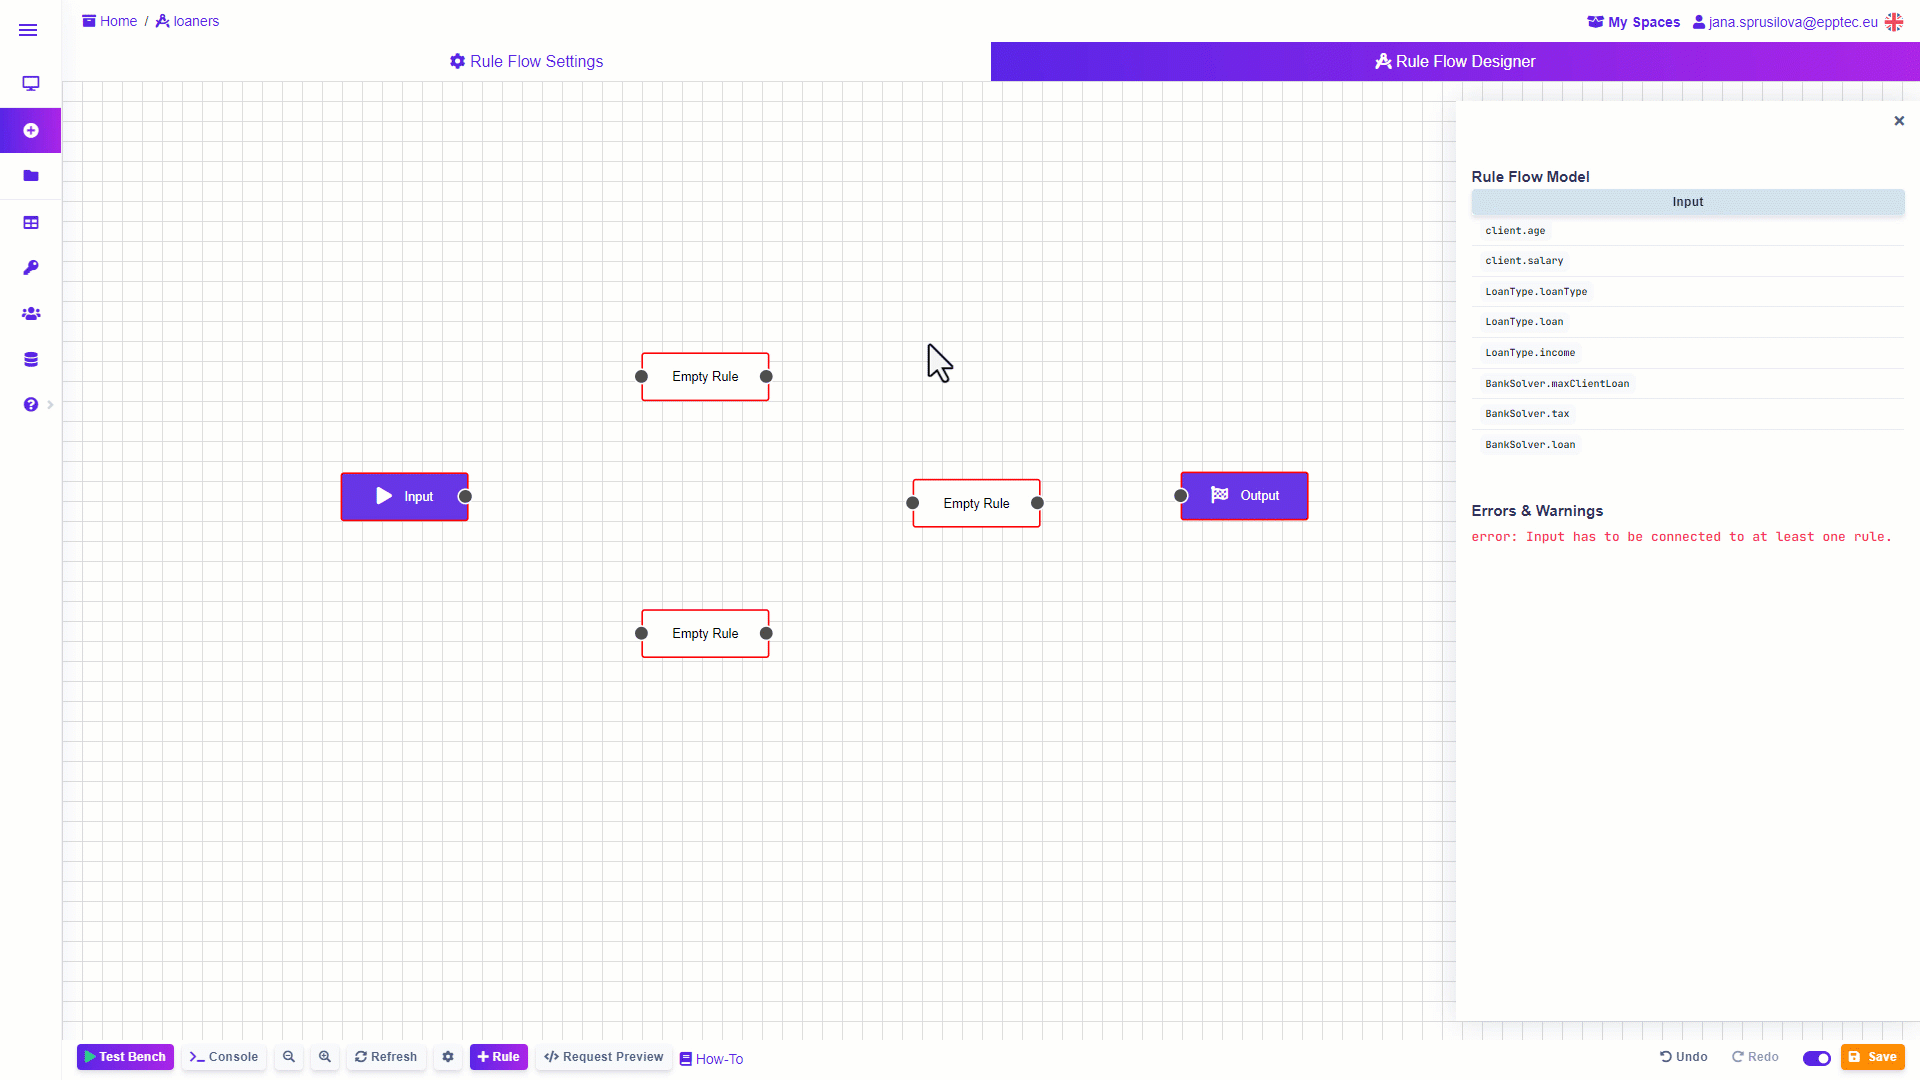 Home / loaners
My Spaces jana.sprusilova@epptec.eu
Rule Flow Settings
Rule Flow Designer
Rule Flow Model
Input
client.age
client.salary
LoanType.loanType
LoanType.loan
LoanType.income
BankSolver.maxClientLoan
BankSolver.tax
BankSolver.loan
Errors & Warnings
error: Input has to be connected to at least one rule.
Empty Rule
Input
Empty Rule
Output
Empty Rule
Test Bench Console Refresh Rule Request Preview How-To Undo Redo Save